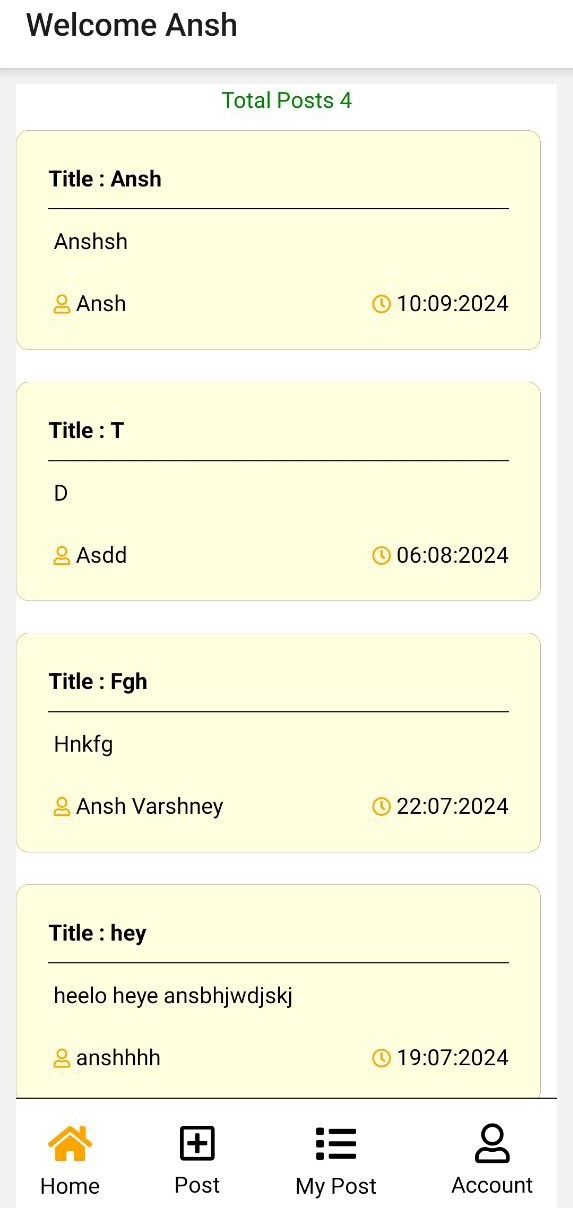 Welcome Ansh
Total Posts 4
Title : Ansh
Anshsh
Ansh 10:09:2024
Title : T
D
Asdd 06:08:2024
Title : Fgh
Hnkfg
Ansh Varshney 22:07:2024
Title : hey
heelo heye ansbhjwdjskj
anshhhh 19:07:2024
Home Post My Post Account